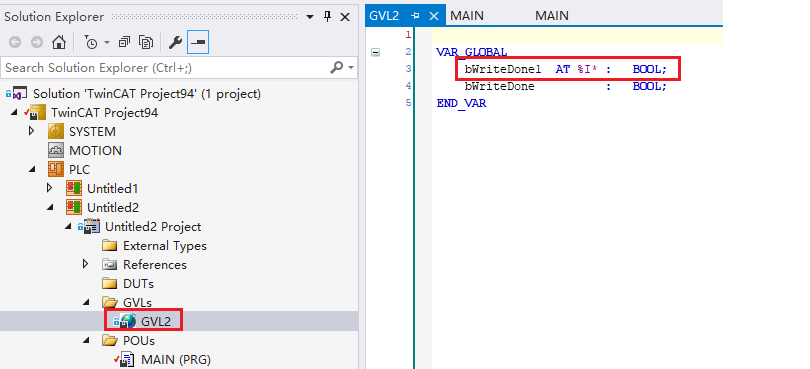 Solution Explorer
Search Solution Explorer (Ctrl+;)
Solution 'TwinCAT Project94' (1 project)
TwinCAT Project94
SYSTEM
MOTION
PLC
Untitled1
Untitled2
Untitled2 Project
External Types
References
DUTs
GVLs
GVL2
POUs
MAIN (PRG)
GVL2 MAIN MAIN
1
2 VAR_GLOBAL
3 bWriteDone1 AT %I* : BOOL;
4 bWriteDone : BOOL;
5 END_VAR